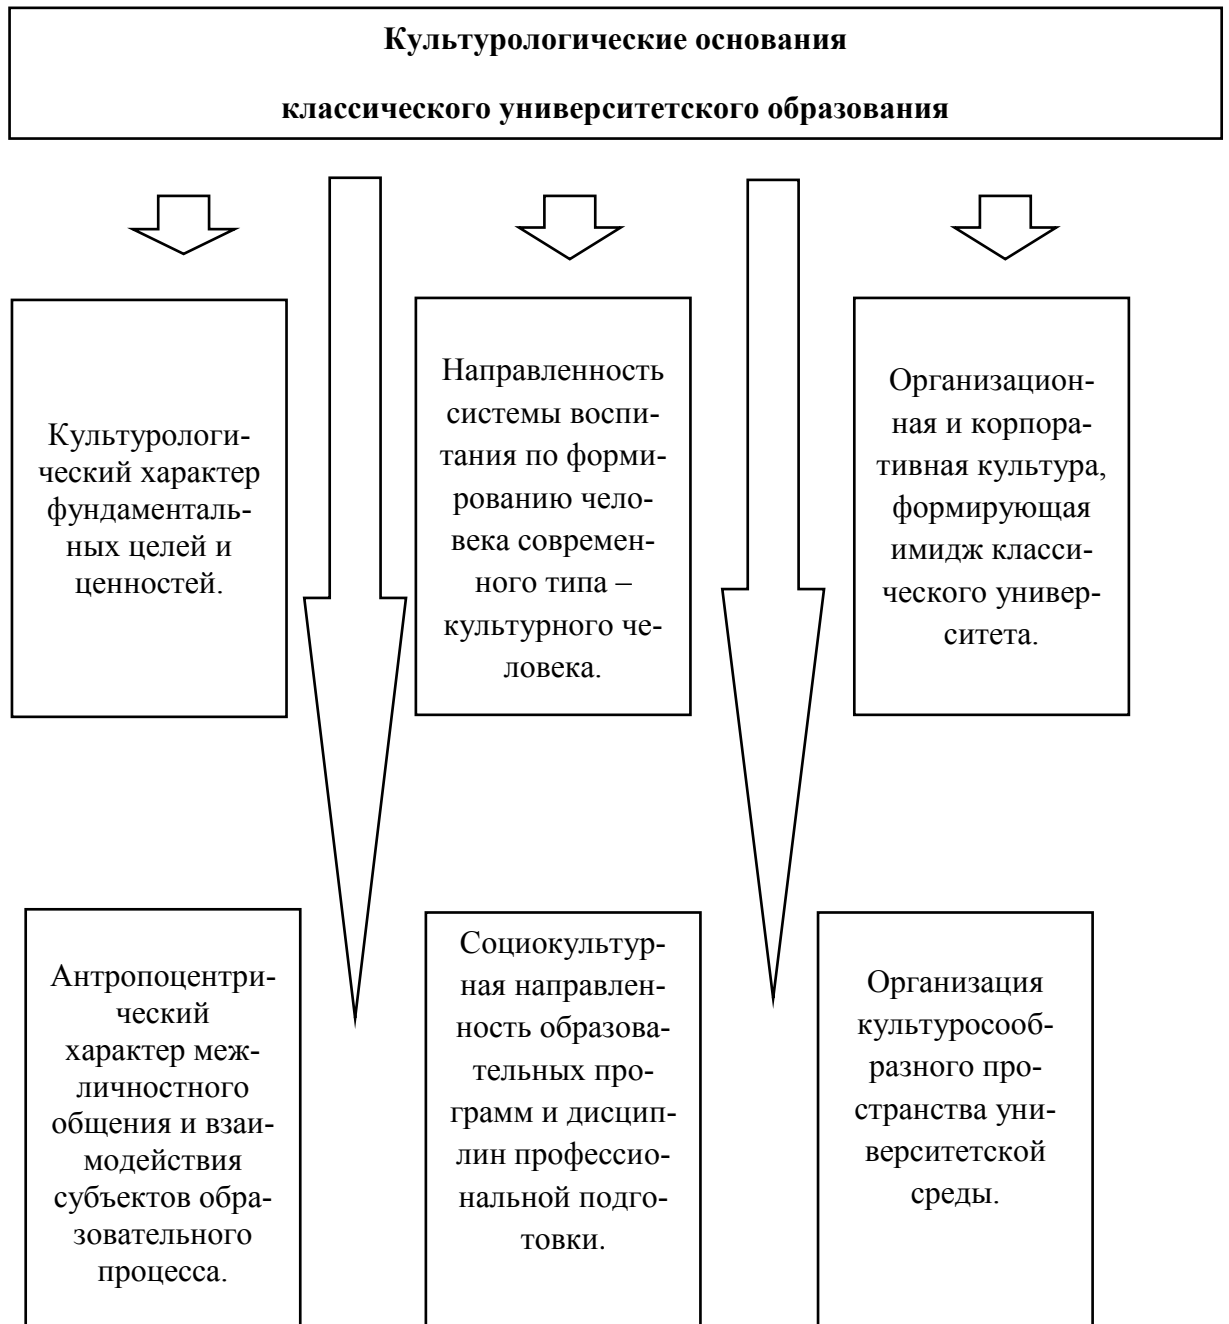 Культурологические основания
классического университетского образования
Культурологи-
ческий характер
фундаменталь-
ных целей и
ценностей.
Направленность
системы воспи-
тания по форми-
рованию чело-
века современ-
ного типа –
культурного че-
ловека.
Организацион-
ная и корпора-
тивная культура,
формирующая
имидж класси-
ческого универ-
ситета.
Антропоцентри-
ческий
характер меж-
личностного
общения и взаи-
модействия
субъектов обра-
зовательного
процесса.
Социокультур-
ная направлен-
ность образова-
тельных про-
грамм и дисцип-
лин профессио-
нальной подго-
товки.
Организация
культуросооб-
разного про-
странства уни-
верситетской
среды.